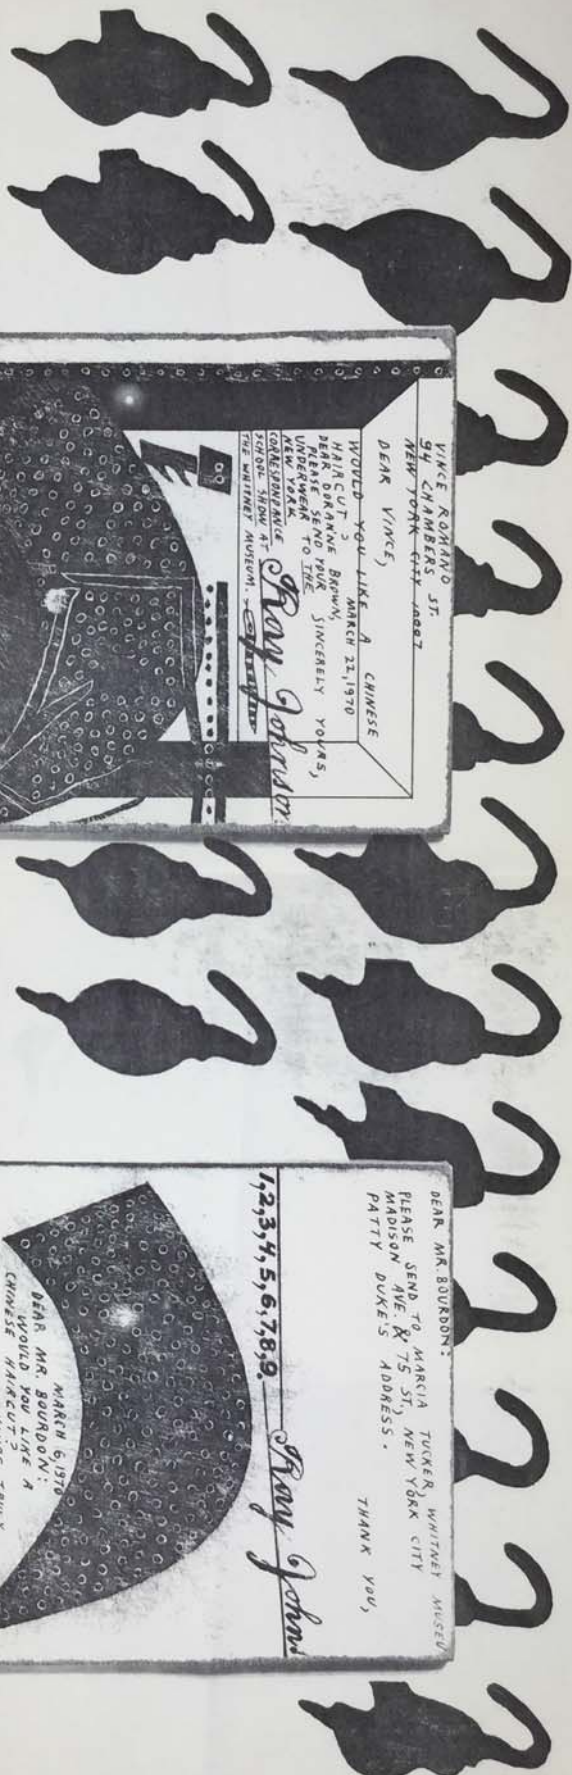 VINCE ROMANO
94 CHAMBERS ST.
NEW YORK CITY 10007
DEAR VINCE,
WOULD YOU LIKE A CHINESE
HAIRCUT?
MARCH 22, 1970
DEAR DORANNE BROWN,
PLEASE SEND YOUR
UNDERWEAR TO THE
NEW YORK
CORRESPONDANCE
SCHOOL SHOW AT
THE WHITNEY MUSEUM.
SINCERELY YOURS,
Ray Johnson
DEAR MR. BOURDON:
PLEASE SEND TO MARCIA TUCKER, WHITNEY MUSEU
MADISON AVE. & 75 ST., NEW YORK CITY
PATTY DUKE'S ADDRESS.
THANK YOU,
Ray Johns
1,2,3,4,5,6,7,8,9.
MARCH 6, 1970
DEAR MR. BOURDON:
WOULD YOU LIKE A
CHINESE HAIRCUT?